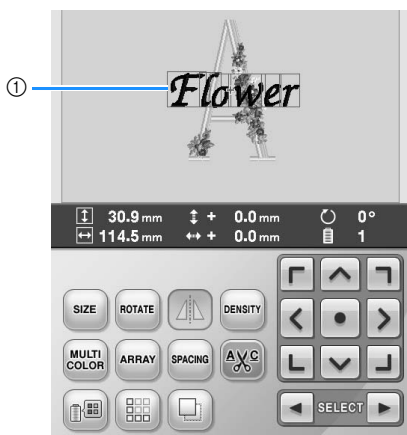 ①
A
Flower
30.9 mm + 0.0 mm 0°
114.5 mm + 0.0 mm 1
SIZE ROTATE DENSITY
MULTI COLOR ARRAY SPACING A C
SELECT